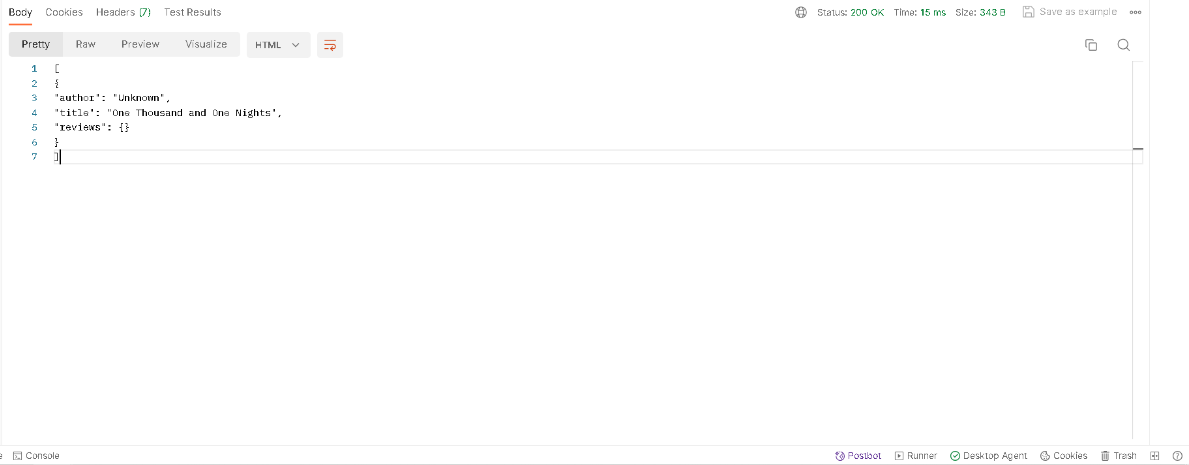 Body Cookies Headers (7) Test Results Status: 200 OK Time: 15 ms Size: 343 B Save as example
Pretty Raw Preview Visualize HTML
1 [
2 {
3 "author": "Unknown",
4 "title": "One Thousand and One Nights",
5 "reviews": {}
6 }
7 ]
Console Postbot Runner Desktop Agent Cookies Trash